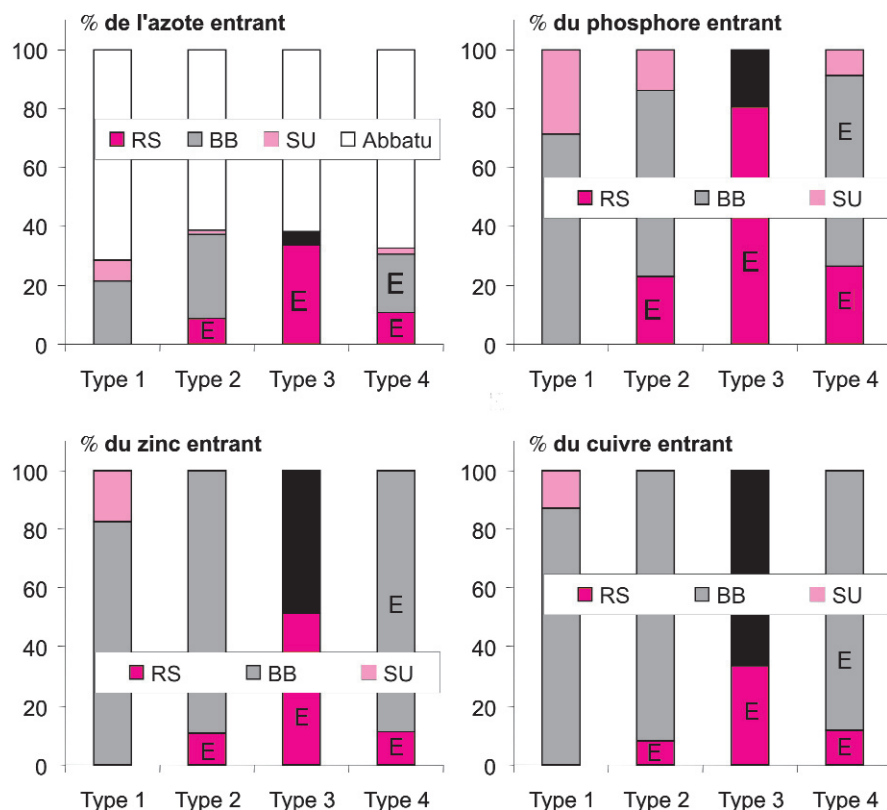 % de l'azote entrant
100
80
60
40
20
0
RS BB SU Abbatu
E
E
E
E
Type 1 Type 2 Type 3 Type 4
% du phosphore entrant
100
80
60
40
20
0
E
RS BB SU
E
E
E
Type 1 Type 2 Type 3 Type 4
% du zinc entrant
100
80
60
40
20
0
E
RS BB SU
E
E
E
Type 1 Type 2 Type 3 Type 4
% du cuivre entrant
100
80
60
40
20
0
RS BB SU
E
E
E
E
Type 1 Type 2 Type 3 Type 4